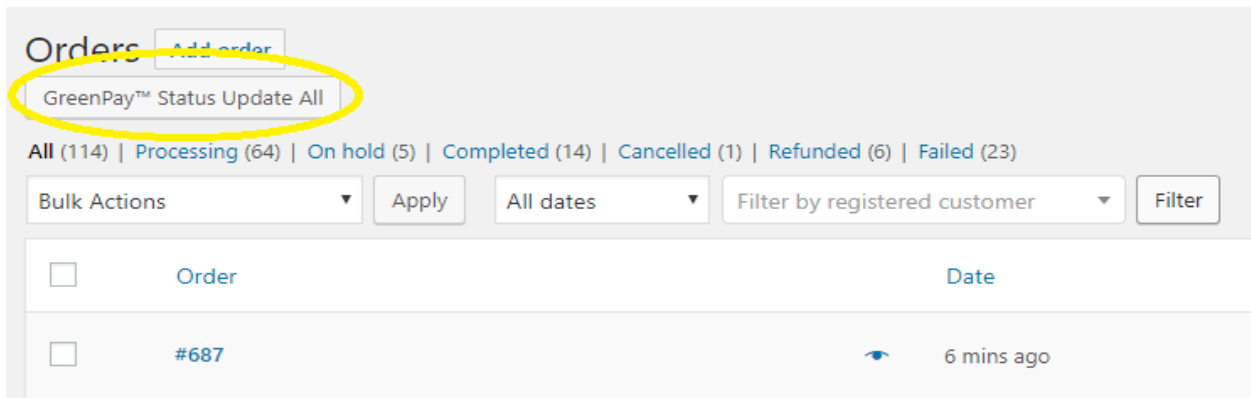 Orders Add order
GreenPay™ Status Update All
All (114) | Processing (64) | On hold (5) | Completed (14) | Cancelled (1) | Refunded (6) | Failed (23)
Bulk Actions Apply All dates Filter by registered customer Filter
Order Date
#687 6 mins ago